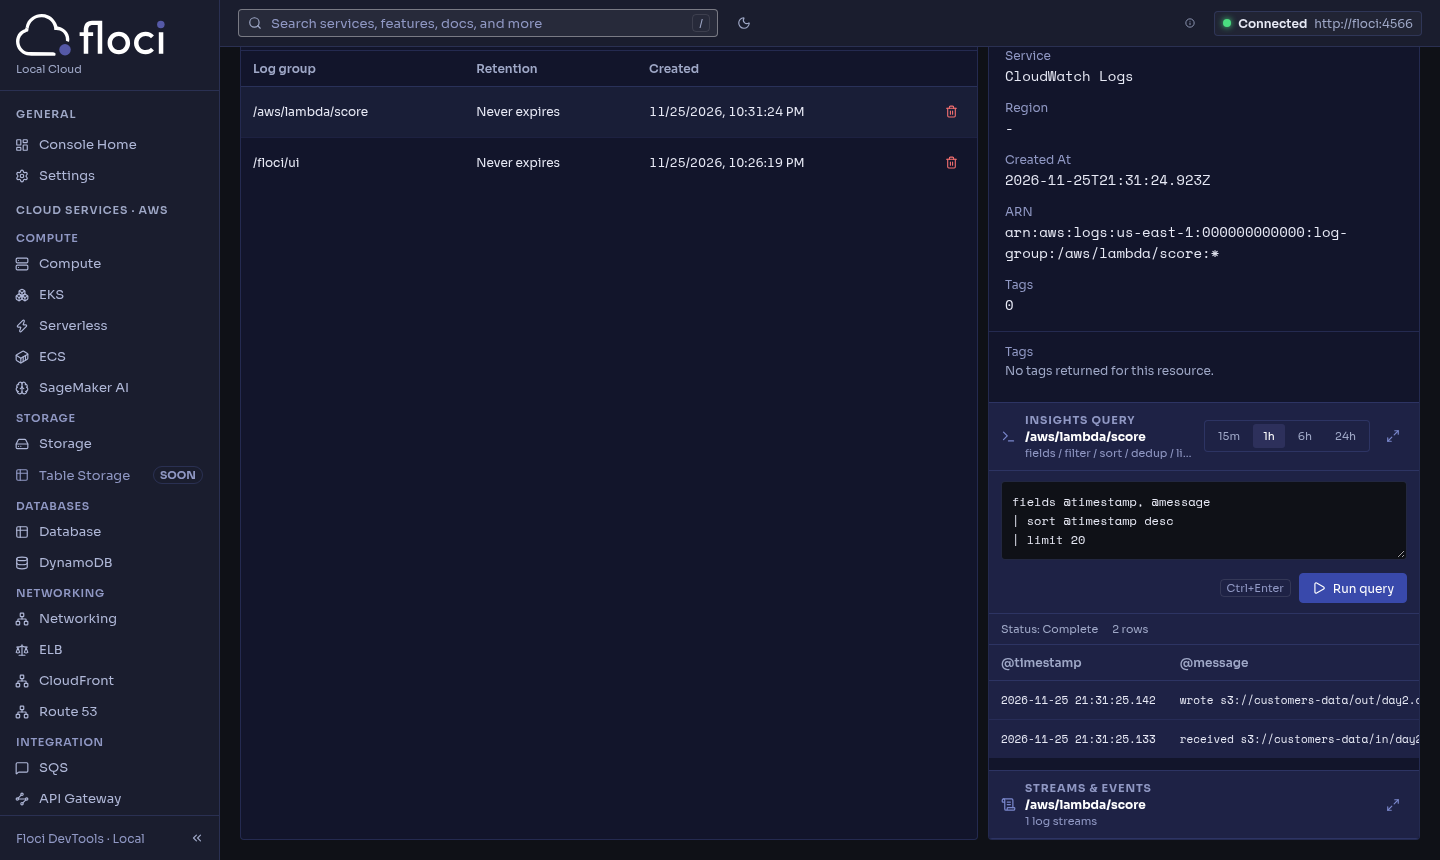 floci
Local Cloud
GENERAL
Console Home
Settings
CLOUD SERVICES · AWS
COMPUTE
Compute
EKS
Serverless
ECS
SageMaker AI
STORAGE
Storage
Table Storage SOON
DATABASES
Database
DynamoDB
NETWORKING
Networking
ELB
CloudFront
Route 53
INTEGRATION
SQS
API Gateway
Floci DevTools · Local «
Search services, features, docs, and more /
Connected http://floci:4566
Log group Retention Created
/aws/lambda/score Never expires 11/25/2026, 10:31:24 PM
/floci/ui Never expires 11/25/2026, 10:26:19 PM
Service
CloudWatch Logs
Region
-
Created At
2026-11-25T21:31:24.923Z
ARN
arn:aws:logs:us-east-1:000000000000:log-
group:/aws/lambda/score:*
Tags
0
Tags
No tags returned for this resource.
INSIGHTS QUERY
/aws/lambda/score
fields / filter / sort / dedup / li...
15m 1h 6h 24h
fields @timestamp, @message
| sort @timestamp desc
| limit 20
Ctrl+Enter Run query
Status: Complete 2 rows
@timestamp @message
2026-11-25 21:31:25.142 wrote s3://customers-data/out/day2.
2026-11-25 21:31:25.133 received s3://customers-data/in/day2
STREAMS & EVENTS
/aws/lambda/score
1 log streams